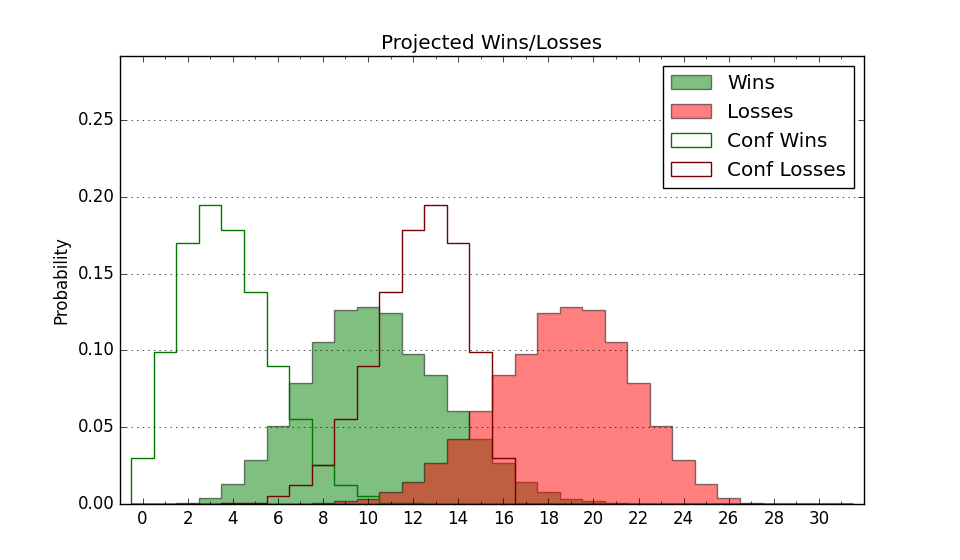 Projected Wins/Losses
Wins
Losses
Conf Wins
Conf Losses
Probability
0.25
0.20
0.15
0.10
0.05
0.00
0 2 4 6 8 10 12 14 16 18 20 22 24 26 28 30